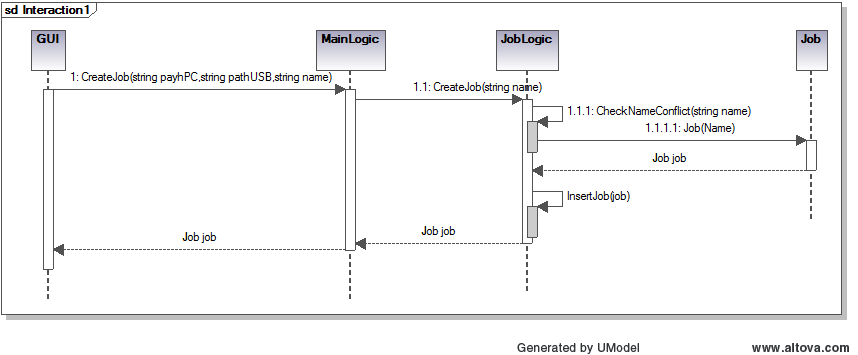 sd Interaction1
GUI
MainLogic
JobLogic
Job
1: CreateJob(string payhPC,string pathUSB,string name)
1.1: CreateJob(string name)
1.1.1: CheckNameConflict(string name)
1.1.1.1: Job(Name)
Job job
InsertJob(job)
Job job
Job job
Generated by UModel
www.altova.com